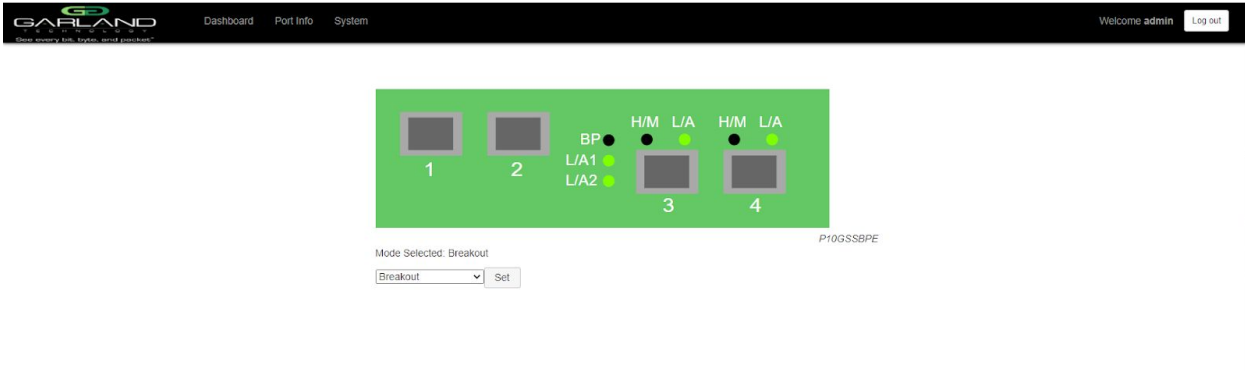 GARLAND
TECHNOLOGY
See every bit, byte, and packet™
Dashboard Port Info System
Welcome admin Log out
H/M L/A H/M L/A
BP
L/A1
L/A2
1 2
3 4
P10GSSBPE
Mode Selected: Breakout
Breakout Set